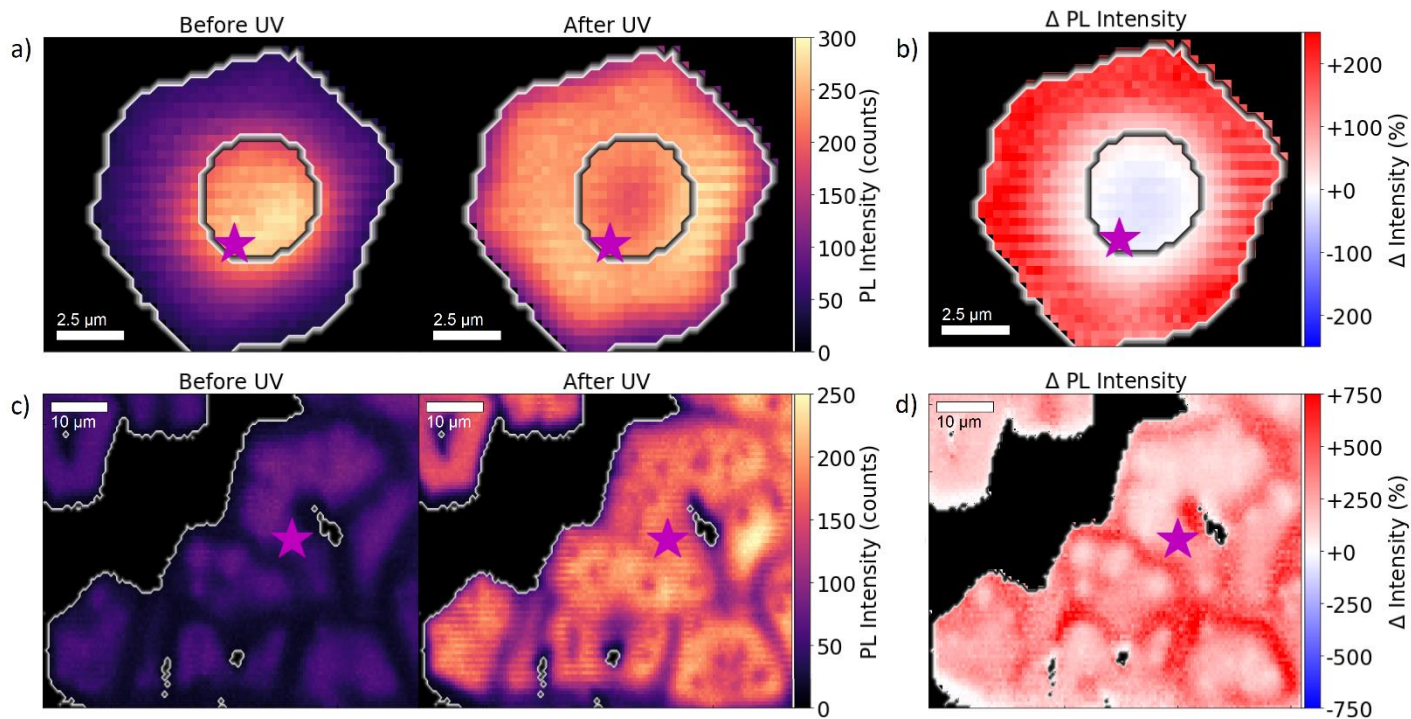 a)
Before UV
After UV
300
250
200
150
100
50
0
PL Intensity (counts)
2.5 µm
2.5 µm
b)
Δ PL Intensity
+200
+100
+0
-100
-200
Δ Intensity (%)
2.5 µm
c)
Before UV
After UV
10 µm
10 µm
250
200
150
100
50
0
PL Intensity (counts)
d)
Δ PL Intensity
10 µm
+750
+500
+250
+0
-250
-500
-750
Δ Intensity (%)